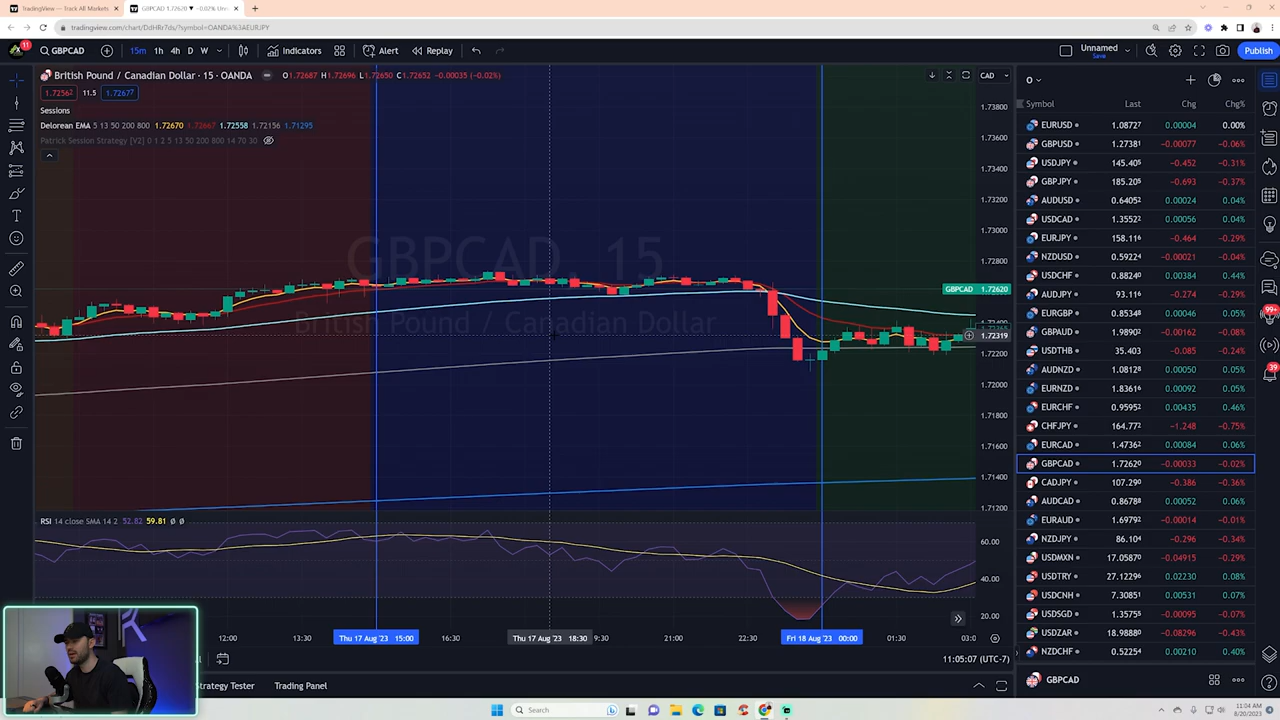 TradingView — Track All Markets
GBPCAD 1.72620 ▼ −0.02% Un
tradingview.com/chart/DdHRr7ds/?symbol=OANDA%3AEURJPY
11
GBPCAD
15m 1h 4h D W
Indicators
Alert
Replay
Unnamed
Save
Publish
British Pound / Canadian Dollar · 15 · OANDA
O1.72687 H1.72696 L1.72650 C1.72652 −0.00035 (−0.02%)
CAD
1.72562 11.5 1.72677
Sessions
Delorean EMA 5 13 50 200 800 1.72670 1.72667 1.72558 1.72156 1.71295
Patrick Session Strategy [V2] 0 1 2 5 13 50 200 800 14 70 30
GBPCAD, 15
British Pound / Canadian Dollar
1.73800
1.73600
1.73400
1.73200
1.73000
1.72800
GBPCAD 1.72620
1.72319
1.72200
1.72000
1.71800
1.71600
1.71400
1.71200
RSI 14 close SMA 14 2 52.82 59.81 Ø Ø
60.00
40.00
20.00
12:00 13:30 Thu 17 Aug '23 15:00 16:30 Thu 17 Aug '23 18:30 9:30 21:00 22:30 Fri 18 Aug '23 00:00 01:30 03:0
11:05:07 (UTC-7)
Strategy Tester
Trading Panel
O
Symbol Last Chg Chg%
EURUSD 1.08727 0.00004 0.00%
GBPUSD 1.27381 −0.00077 −0.06%
USDJPY 145.405 −0.452 −0.31%
GBPJPY 185.205 −0.693 −0.37%
AUDUSD 0.64052 0.00024 0.04%
USDCAD 1.35522 0.00056 0.04%
EURJPY 158.116 −0.464 −0.29%
NZDUSD 0.59224 −0.00021 −0.04%
USDCHF 0.88240 0.00384 0.44%
AUDJPY 93.116 −0.274 −0.29%
EURGBP 0.85348 0.00046 0.05%
GBPAUD 1.98902 −0.00162 −0.08%
USDTHB 35.403 −0.085 −0.24%
AUDNZD 1.08128 0.00050 0.05%
EURNZD 1.83616 0.00092 0.05%
EURCHF 0.95952 0.00435 0.46%
CHFJPY 164.772 −1.248 −0.75%
EURCAD 1.47362 0.00084 0.06%
GBPCAD 1.72620 −0.00033 −0.02%
CADJPY 107.290 −0.386 −0.36%
AUDCAD 0.86788 0.00052 0.06%
EURAUD 1.69792 −0.00014 −0.01%
NZDJPY 86.104 −0.296 −0.34%
USDMXN 17.05870 −0.04915 −0.29%
USDTRY 27.12296 0.02230 0.08%
USDCNH 7.30851 0.00531 0.07%
USDSGD 1.35755 −0.00095 −0.07%
USDZAR 18.98880 −0.08296 −0.43%
NZDCHF 0.52254 0.00210 0.40%
GBPCAD
99+
39
Search
11:04 AM
8/20/2023